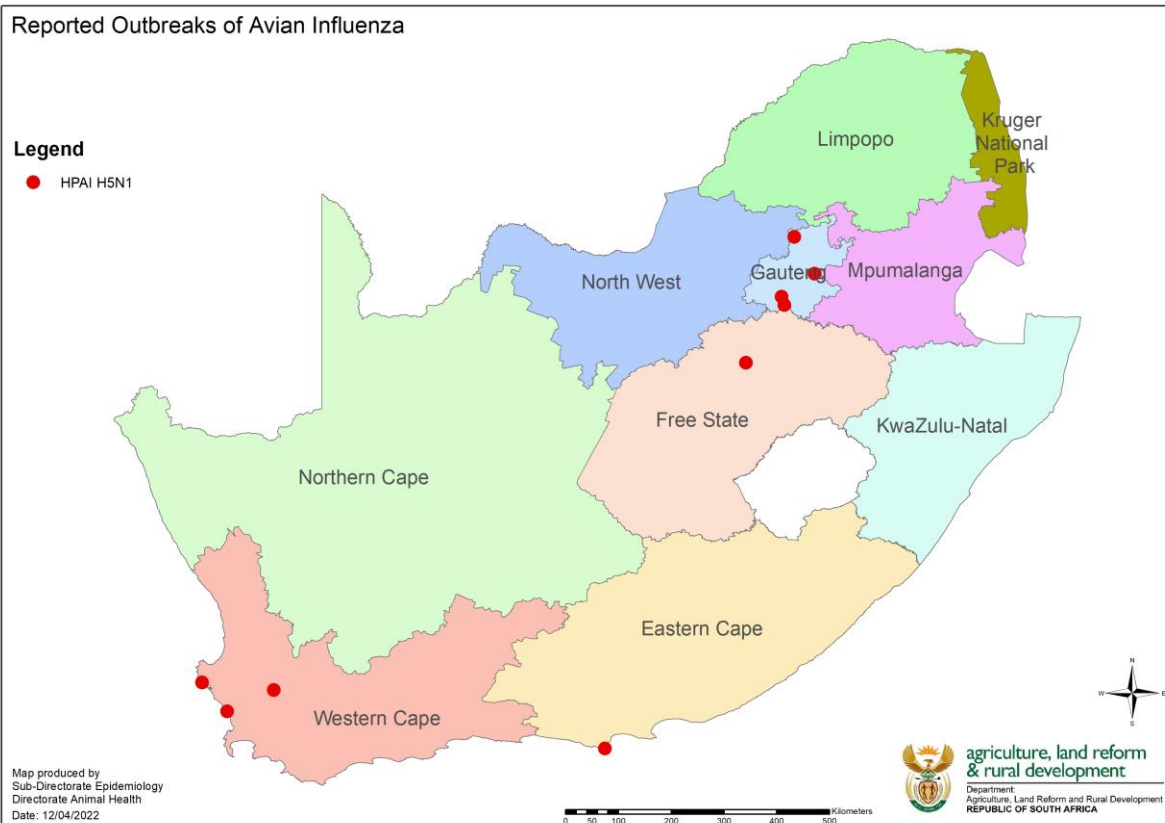 Reported Outbreaks of Avian Influenza
Legend
HPAI H5N1
Limpopo
Kruger
National
Park
North West
Gauteng
Mpumalanga
Free State
KwaZulu-Natal
Northern Cape
Eastern Cape
Western Cape
N
W
E
S
Map produced by
Sub-Directorate Epidemiology
Directorate Animal Health
Date: 12/04/2022
Kilometers
0 50 100 200 300 400 500
agriculture, land reform
& rural development
Department:
Agriculture, Land Reform and Rural Development
REPUBLIC OF SOUTH AFRICA